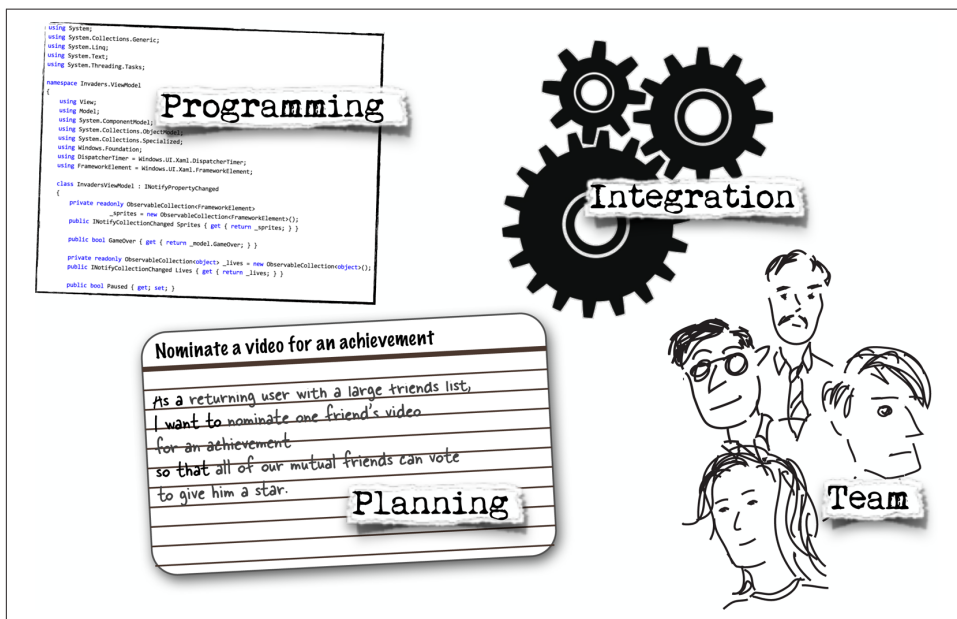 using System;
using System.Collections.Generic;
using System.Linq;
using System.Text;
using System.Threading.Tasks;
namespace Invaders.ViewModel
{
using View;
using Model;
using System.ComponentModel;
using System.Collections.ObjectModel;
using System.Collections.Specialized;
using Windows.Foundation;
using DispatcherTimer = Windows.UI.Xaml.DispatcherTimer;
using FrameworkElement = Windows.UI.Xaml.FrameworkElement;
class InvadersViewModel : INotifyPropertyChanged
{
private readonly ObservableCollection<FrameworkElement>
_sprites = new ObservableCollection<FrameworkElement>();
public INotifyCollectionChanged Sprites { get { return _sprites; } }
public bool GameOver { get { return _model.GameOver; } }
private readonly ObservableCollection<object> _lives = new ObservableCollection<object>();
public INotifyCollectionChanged Lives { get { return _lives; } }
public bool Paused { get; set; }
Programming
Integration
Nominate a video for an achievement
As a returning user with a large friends list,
I want to nominate one friend's video
for an achievement
so that all of our mutual friends can vote
to give him a star.
Planning
Team